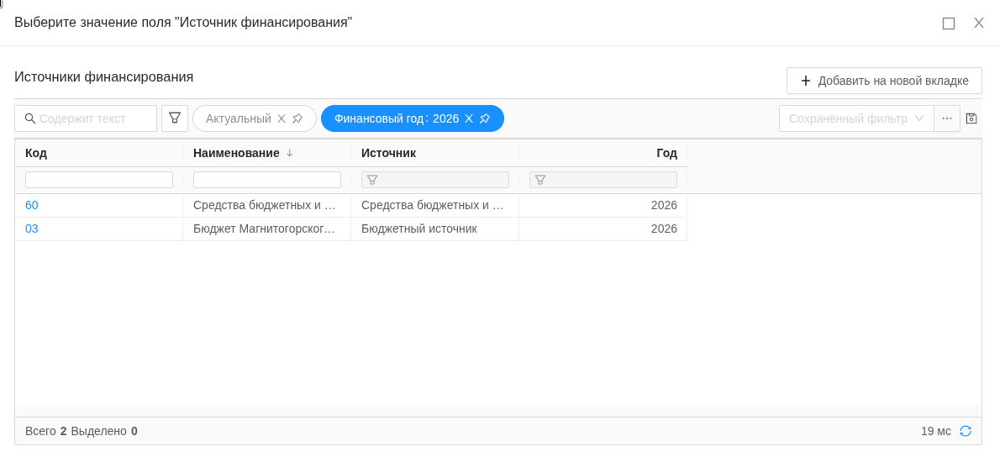 Выберите значение поля "Источник финансирования"
Источники финансирования
Добавить на новой вкладке
Содержит текст
Актуальный
Финансовый год: 2026
Сохранённый фильтр
Код Наименование Источник Год
60 Средства бюджетных и ... Средства бюджетных и ... 2026
03 Бюджет Магнитогорског... Бюджетный источник 2026
Всего 2 Выделено 0 19 мс